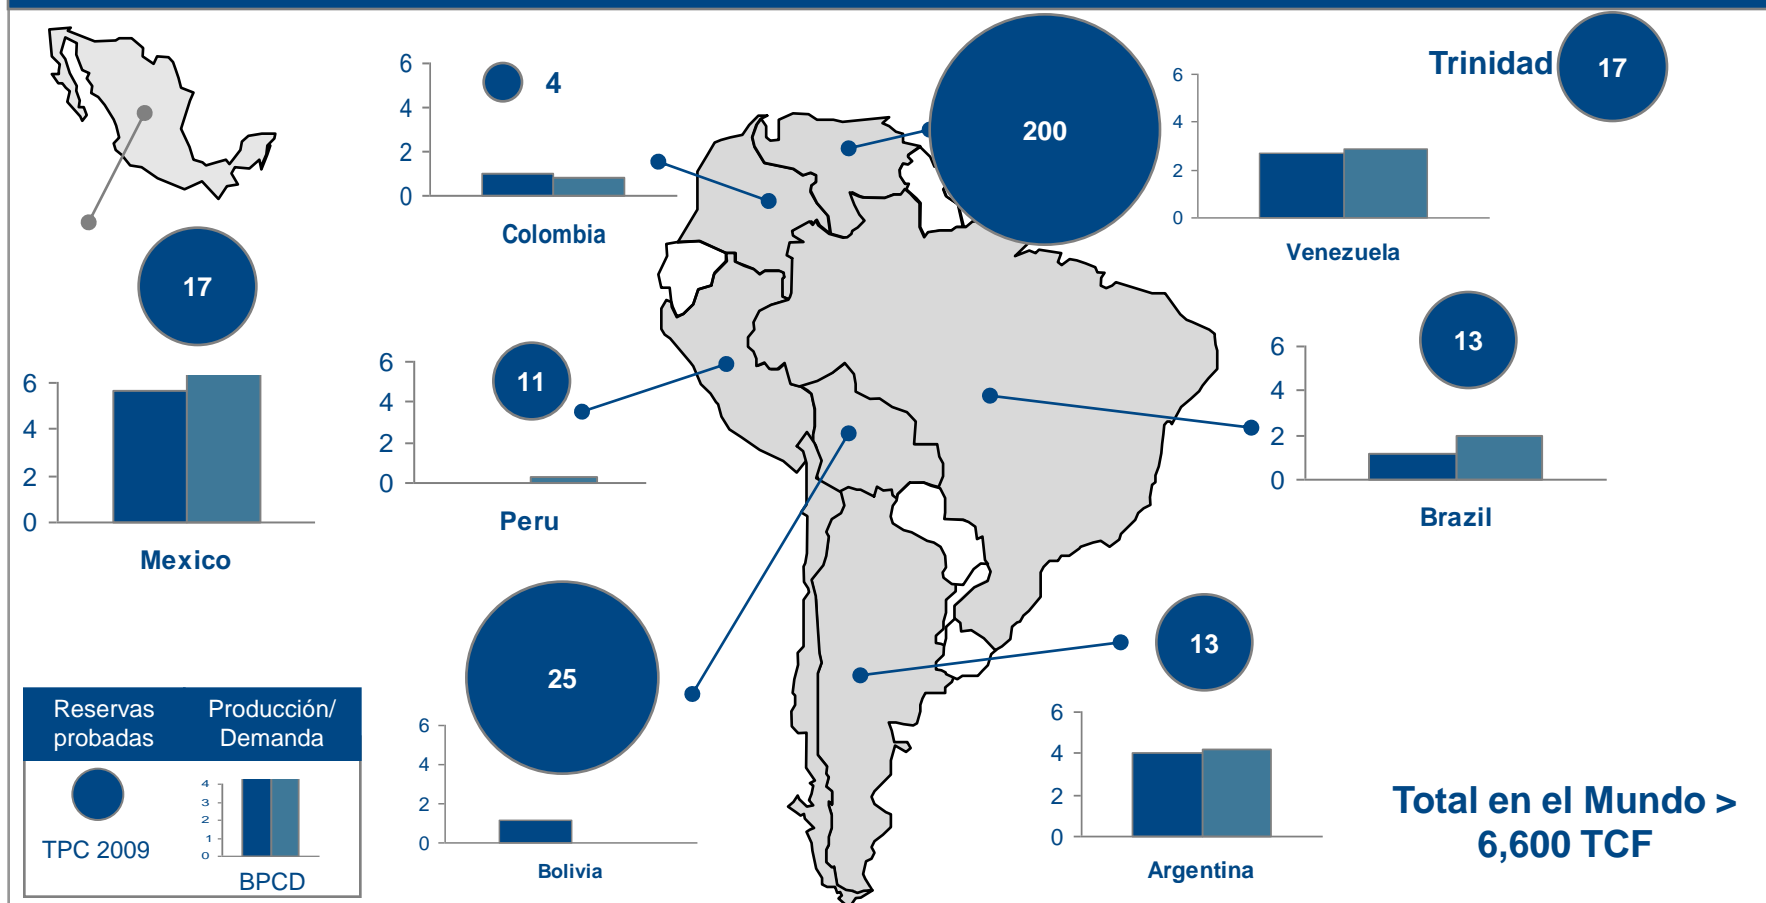 6
4
2
0
4
Colombia
200
Trinidad
17
6
4
2
0
Venezuela
17
6
4
2
0
Mexico
6
4
2
0
11
Peru
13
6
4
2
0
Brazil
25
6
4
2
0
Bolivia
13
6
4
2
0
Argentina
Reservas
probadas
Producción/
Demanda
TPC 2009
4
3
2
1
0
BPCD
Total en el Mundo >
6,600 TCF